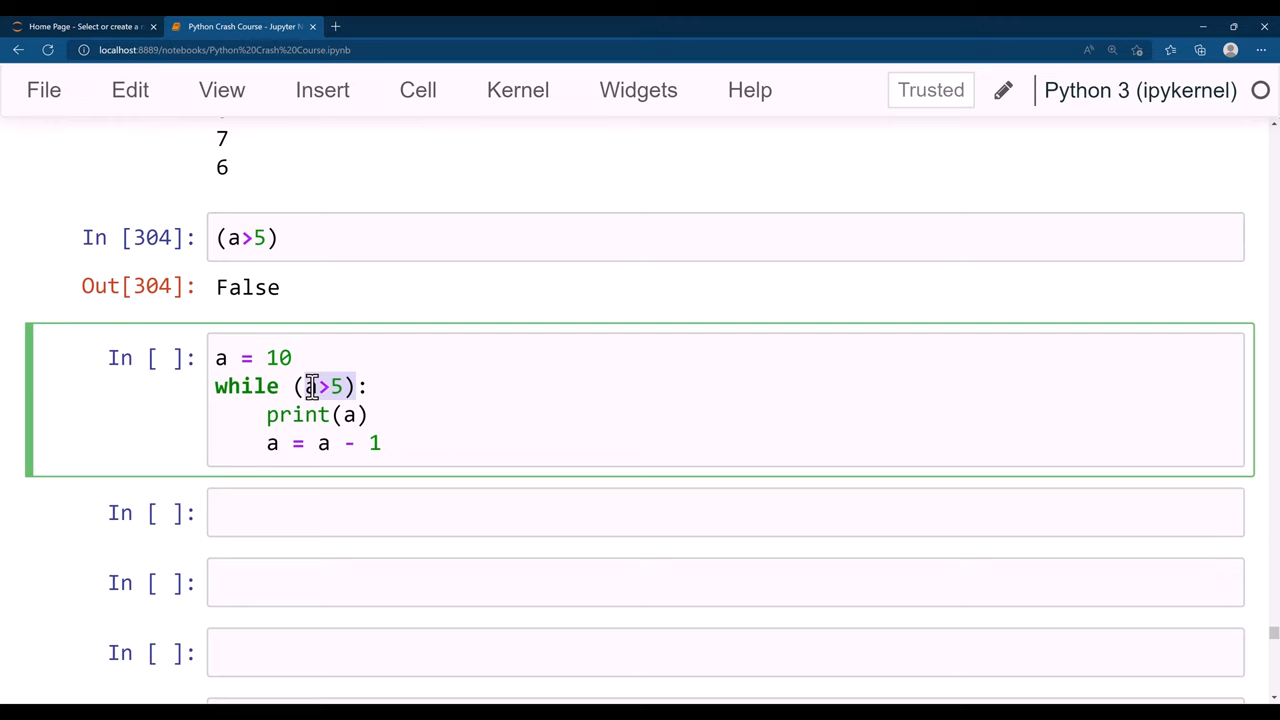 Home Page - Select or create a n
Python Crash Course - Jupyter N
localhost:8889/notebooks/Python%20Crash%20Course.ipynb
File Edit View Insert Cell Kernel Widgets Help Trusted Python 3 (ipykernel)
7
6
In [304]: (a>5)
Out[304]: False
In [ ]: a = 10
while (a>5):
    print(a)
    a = a - 1
In [ ]:
In [ ]:
In [ ]: